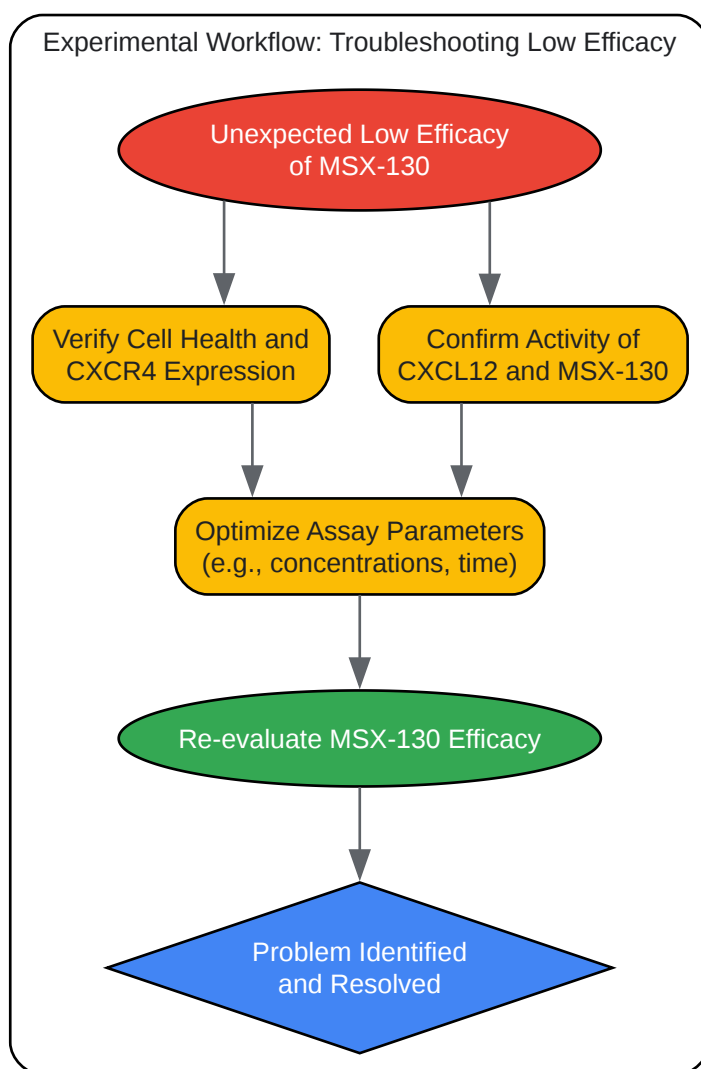 Experimental Workflow: Troubleshooting Low Efficacy
Unexpected Low Efficacy
of MSX-130
Verify Cell Health and
CXCR4 Expression
Confirm Activity of
CXCL12 and MSX-130
Optimize Assay Parameters
(e.g., concentrations, time)
Re-evaluate MSX-130 Efficacy
Problem Identified
and Resolved